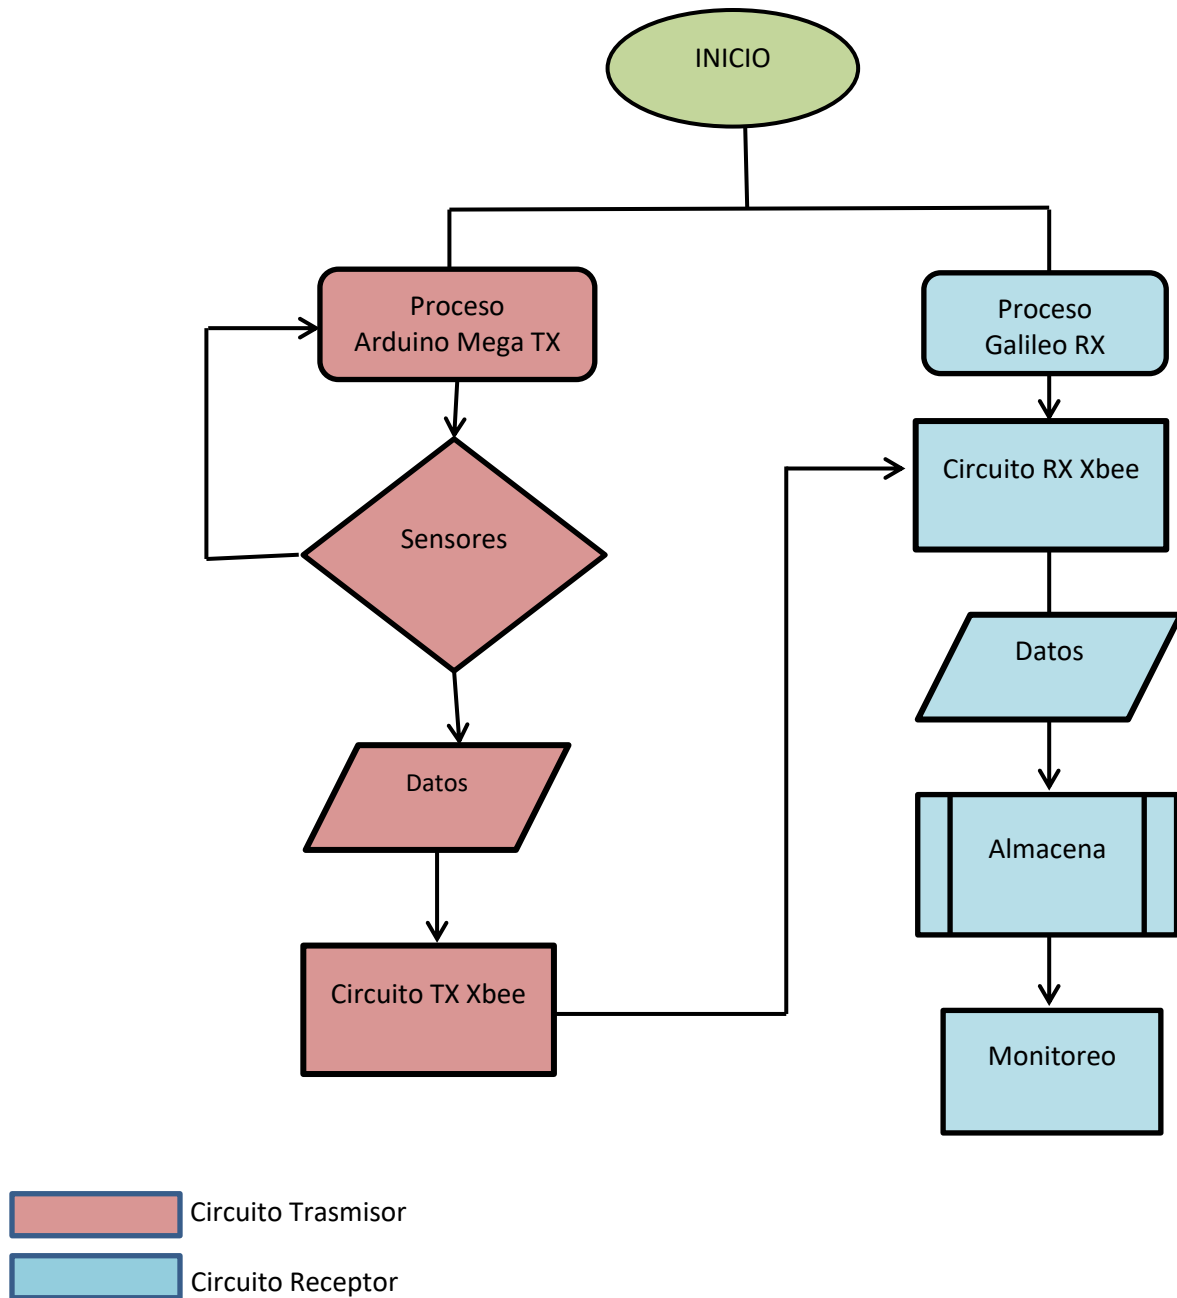 INICIO
Proceso
Arduino Mega TX
Sensores
Datos
Circuito TX Xbee
Proceso
Galileo RX
Circuito RX Xbee
Datos
Almacena
Monitoreo
Circuito Trasmisor
Circuito Receptor